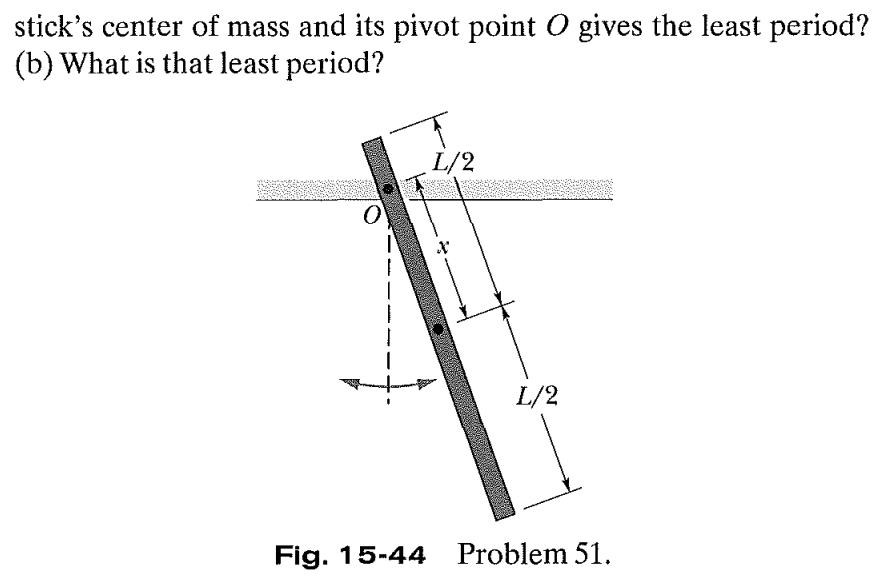 stick's center of mass and its pivot point O gives the least period?
(b) What is that least period?
L/2
O
x
L/2
Fig. 15-44 Problem 51.